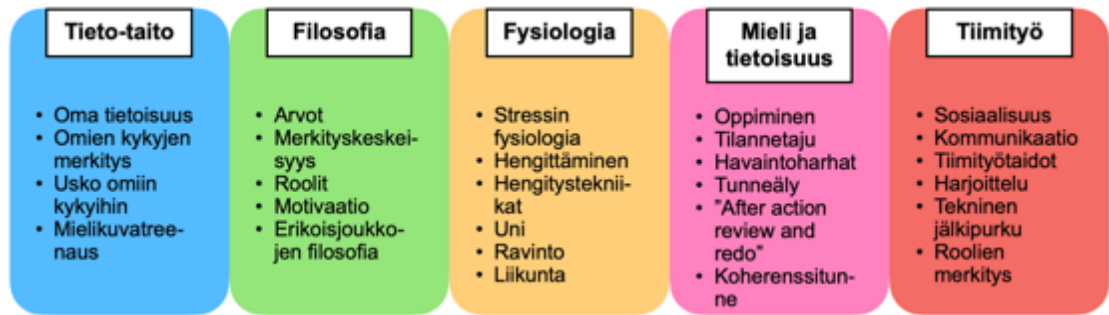 Tieto-taito
• Oma tietoisuus
• Omien kykyjen
merkitys
• Usko omiin
kykyihin
• Mielikuvatree-
naus
Filosofia
• Arvot
• Merkityskeskei-
syys
• Roolit
• Motivaatio
• Erikoisjoukko-
jen filosofia
Fysiologia
• Stressin
fysiologia
• Hengittäminen
• Hengitysteknii-
kat
• Uni
• Ravinto
• Liikunta
Mieli ja
tietoisuus
• Oppiminen
• Tilannetaju
• Havaintoharhat
• Tunneäly
• "After action
review and
redo"
• Koherenssitun-
ne
Tiimityö
• Sosiaalisuus
• Kommunikaatio
• Tiimityötaidot
• Harjoittelu
• Tekninen
jälkipurku
• Roolien
merkitys